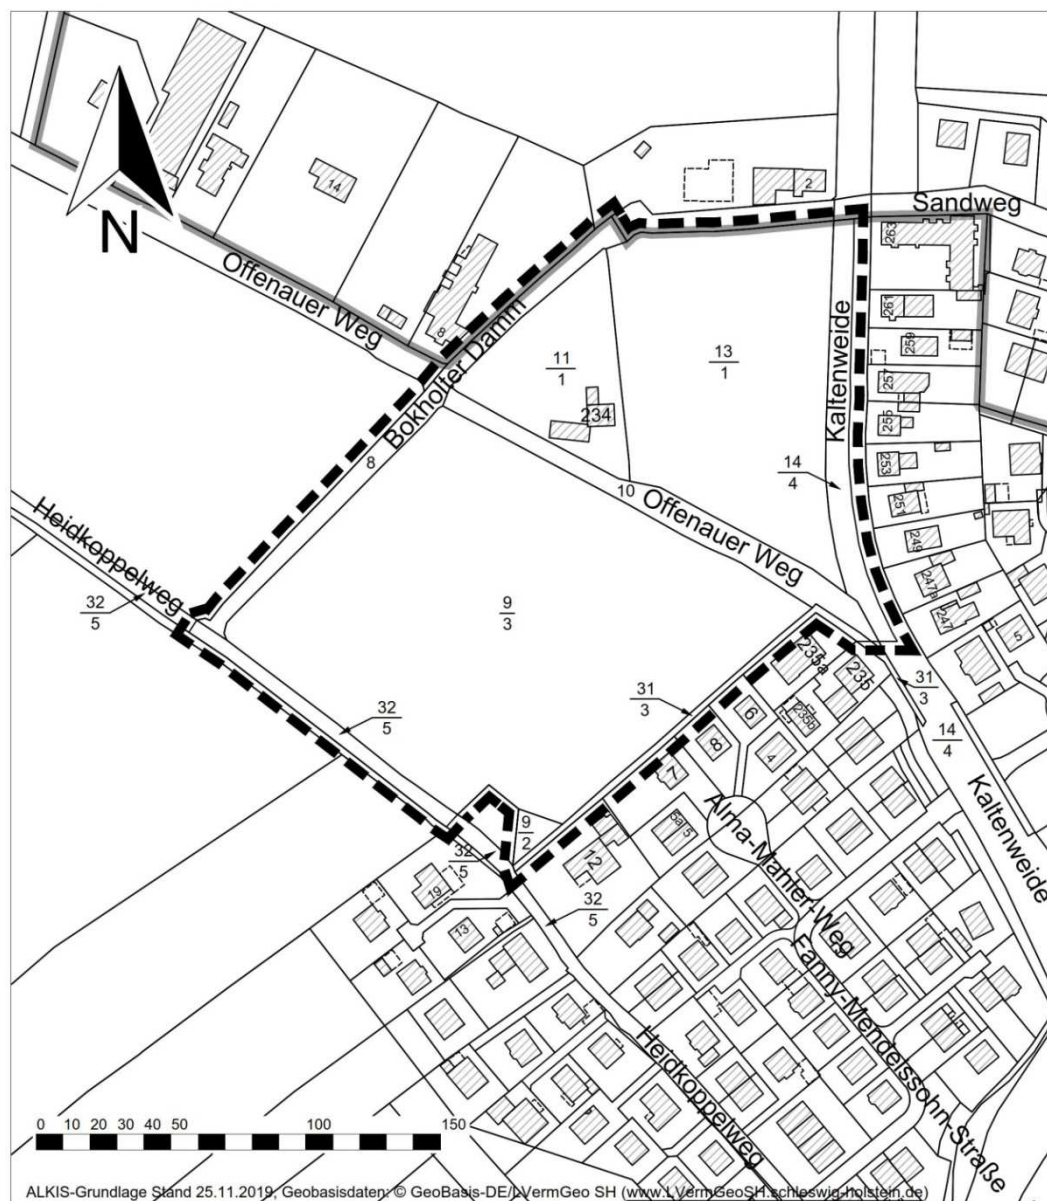 N
14
2
Sandweg
263
261
259
257
255
253
251
249
247a
247
5
Offenauer Weg
8
Bokholter Damm
11
1
13
1
234
Kaltenweide
14
4
8
10
Offenauer Weg
Heidkoppelweg
32
5
9
3
235a
235
235b
31
3
31
3
14
4
32
5
6
8
4
7
Kaltenweide
9
2
5a
5
12
Alma-Mahler-Weg
32
5
19
13
32
5
Fanny-Mendelssohn-Straße
Heidkoppelweg
0 10 20 30 40 50 100 150
ALKIS-Grundlage Stand 25.11.2019, Geobasisdaten: © GeoBasis-DE/LVermGeo SH (www.LVermGeoSH.schleswig-holstein.de)